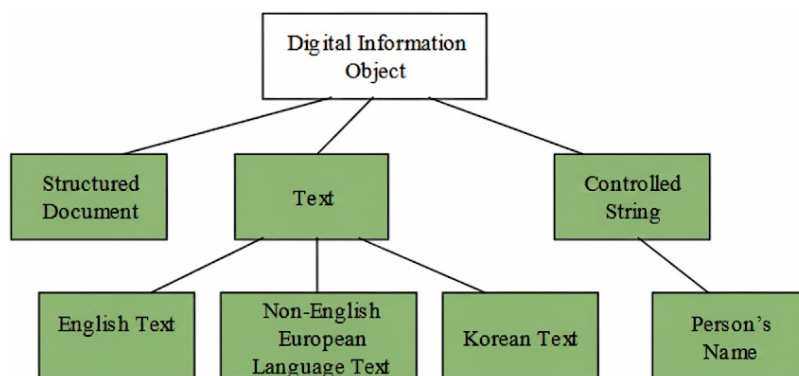 Digital Information
Object
Structured
Document
Text
Controlled
String
English Text
Non-English
European
Language Text
Korean Text
Person’s
Name